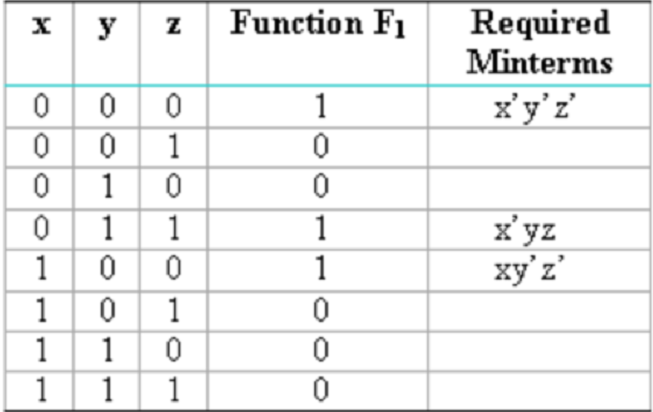 x y z Function F₁ Required
Minterms
0 0 0 1 x’y’z’
0 0 1 0
0 1 0 0
0 1 1 1 x’yz
1 0 0 1 xy’z’
1 0 1 0
1 1 0 0
1 1 1 0